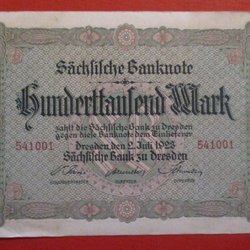 Sächsische Banknote
Hunderttausend Mark
zahlt die Sächsische Bank zu Dresden
gegen diese Banknote dem Einlieferer
541001 Dresden den 2. Juli 1923 541001
Sächsische Bank zu Dresden